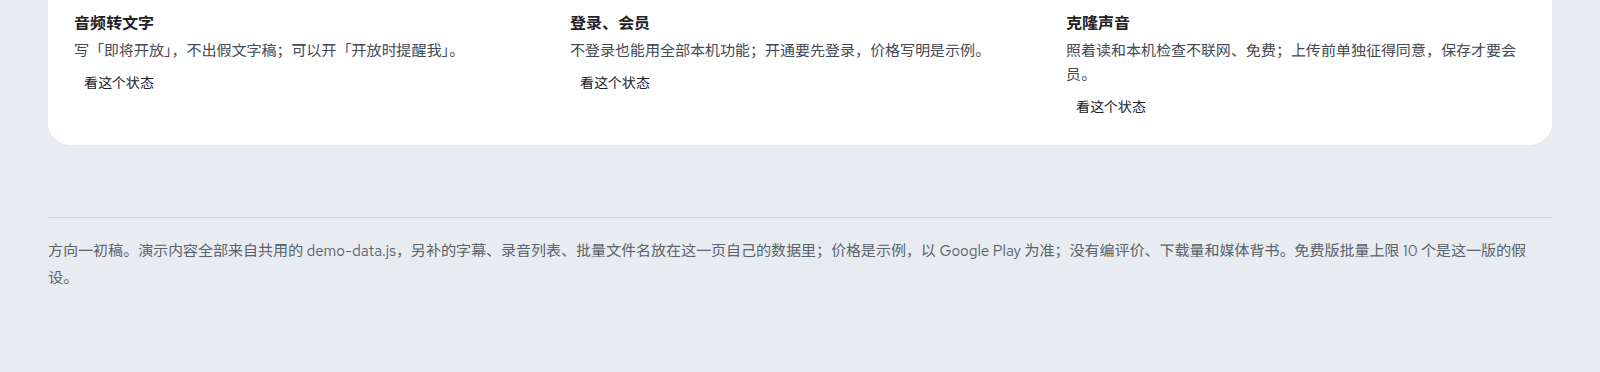 音频转文字
写「即将开放」，不出假文字稿；可以开「开放时提醒我」。
看这个状态
登录、会员
不登录也能用全部本机功能；开通要先登录，价格写明是示例。
看这个状态
克隆声音
照着读和本机检查不联网、免费；上传前单独征得同意，保存才要会
员。
看这个状态
方向一初稿。演示内容全部来自共用的 demo-data.js，另补的字幕、录音列表、批量文件名放在这一页自己的数据里；价格是示例，以 Google Play 为准；没有编评价、下载量和媒体背书。免费版批量上限 10 个是这一版的假
设。